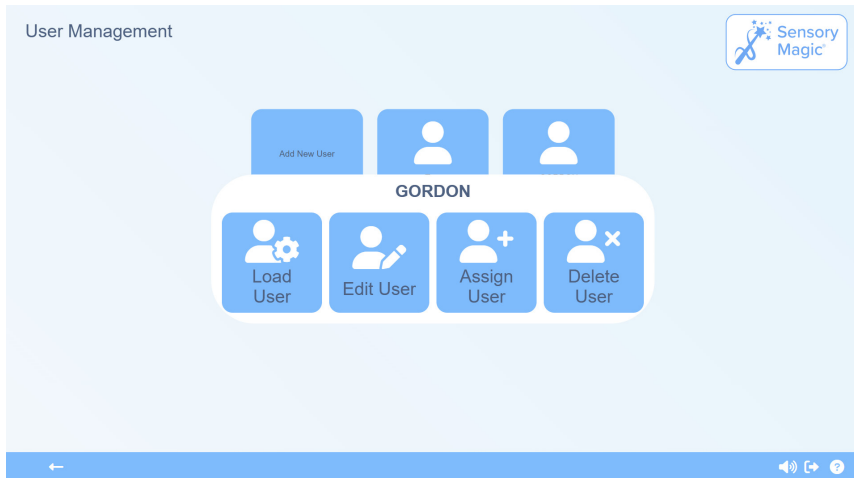 User Management
Sensory
Magic®
Add New User
GORDON
Load
User
Edit User
Assign
User
Delete
User